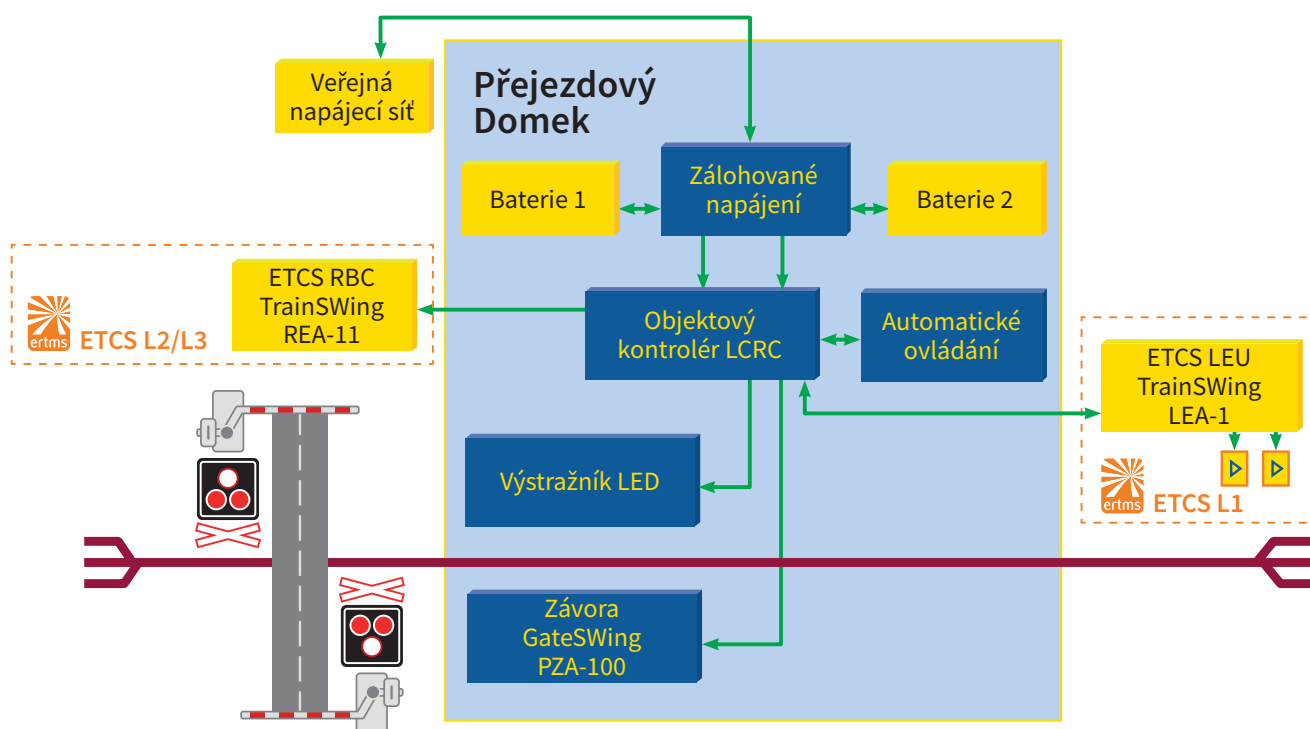 Veřejná
napájecí síť
Přejezdový
Domek
Baterie 1
Zálohované
napájení
Baterie 2
ertms
ETCS L2/L3
ETCS RBC
TrainSWing
REA-11
Objektový
kontrolér LCRC
Automatické
ovládání
ETCS LEU
TrainSWing
LEA-1
ertms
ETCS L1
Výstražník LED
Závora
GateSWing
PZA-100